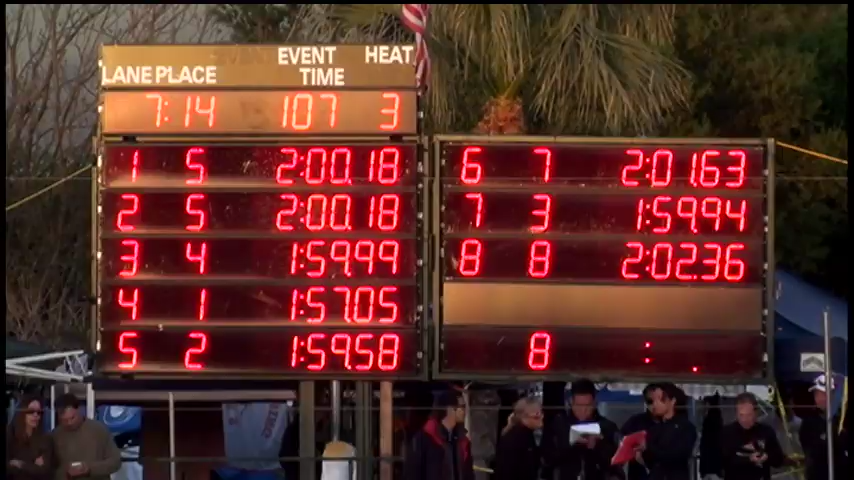 EVENT HEAT
LANE PLACE TIME
7:14 107 3
1 5 2:00.18
2 5 2:00.18
3 4 1:59.99
4 1 1:57.05
5 2 1:59.58
6 7 2:01.63
7 3 1:59.94
8 8 2:02.36
8 : .